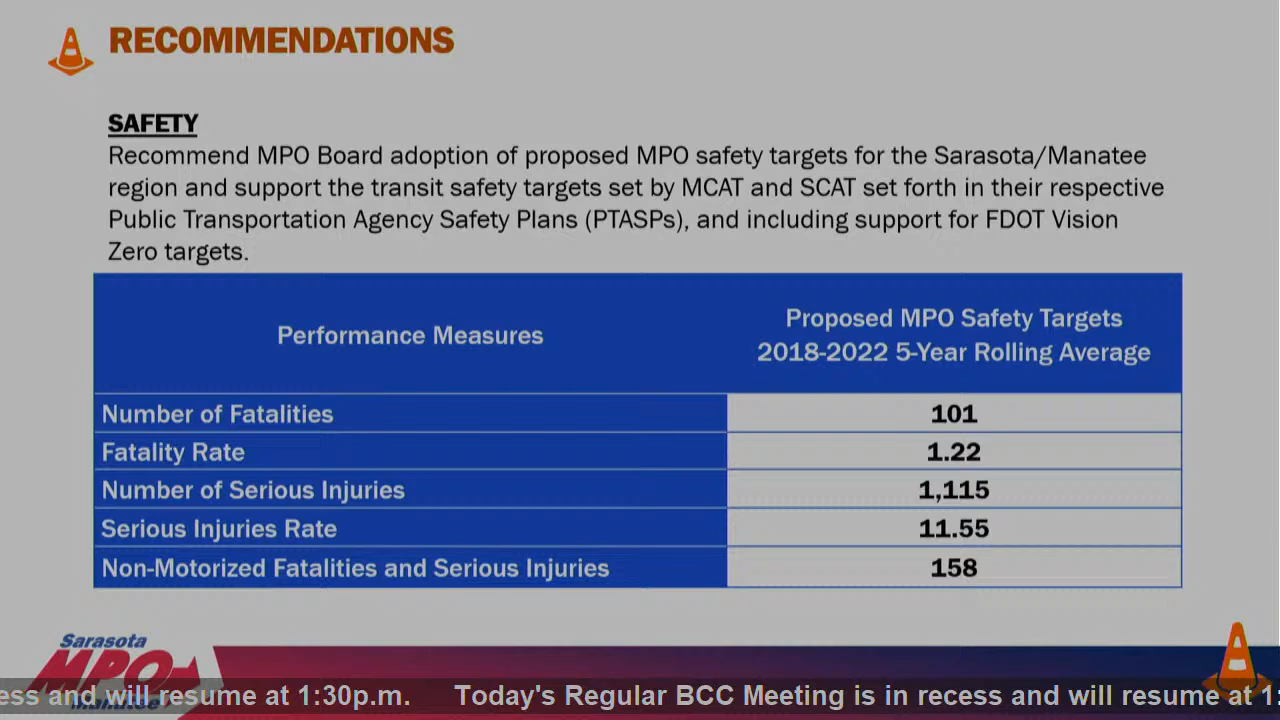 RECOMMENDATIONS
SAFETY
Recommend MPO Board adoption of proposed MPO safety targets for the Sarasota/Manatee
region and support the transit safety targets set by MCAT and SCAT set forth in their respective
Public Transportation Agency Safety Plans (PTASPs), and including support for FDOT Vision
Zero targets.
Performance Measures
Proposed MPO Safety Targets
2018-2022 5-Year Rolling Average
Number of Fatalities 101
Fatality Rate 1.22
Number of Serious Injuries 1,115
Serious Injuries Rate 11.55
Non-Motorized Fatalities and Serious Injuries 158
Sarasota
MPO
Manatee
and will resume at 1:30p.m. Today's Regular BCC Meeting is in recess and will resume at